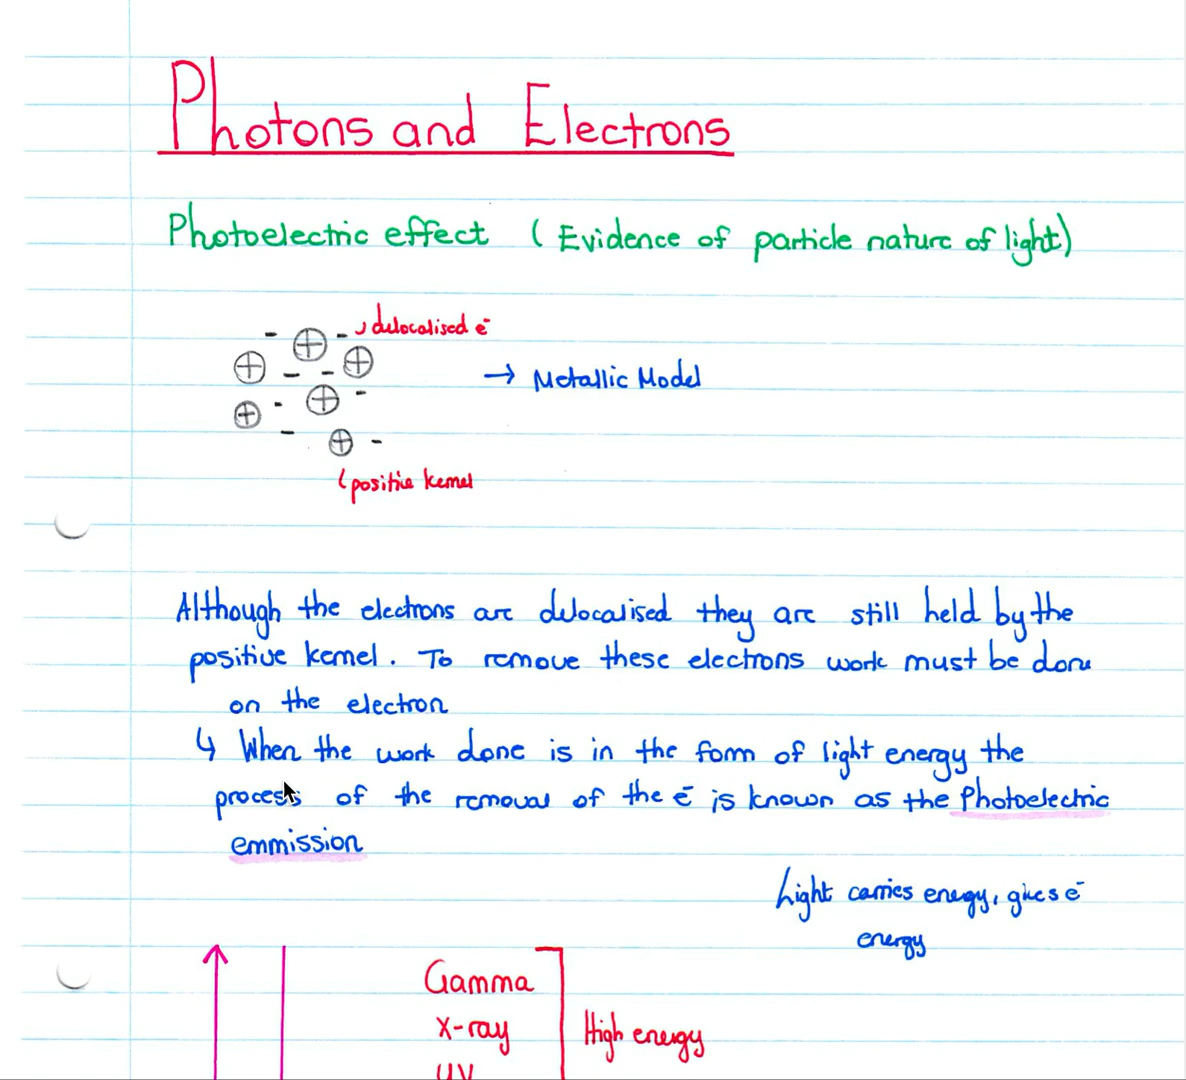 Photons and Electrons
Photoelectric effect ( Evidence of particle nature of light)
delocalised e⁻
→ Metallic Model
positive kernel
Although the electrons are delocalised they are still held by the
positive kernel. To remove these electrons work must be done
on the electron
↳ When the work done is in the form of light energy the
process of the removal of the e⁻ is known as the Photoelectric
emmission
Light carries energy, gives e⁻
energy
Gamma
X-ray
High energy
UV